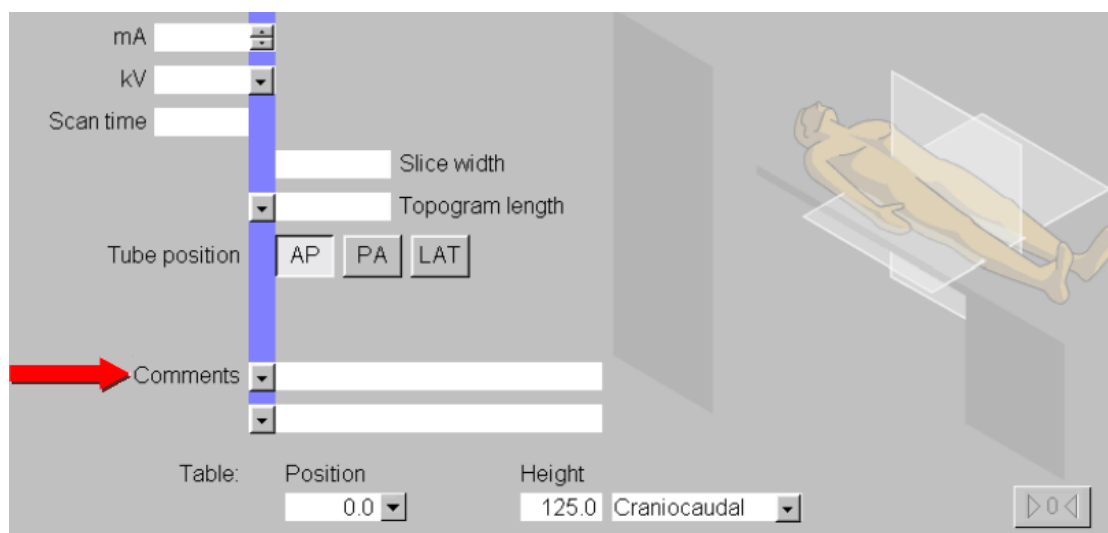 mA
kV
Scan time
Slice width
Topogram length
Tube position AP PA LAT
Comments
Table: Position Height
0.0 125.0 Craniocaudal
0